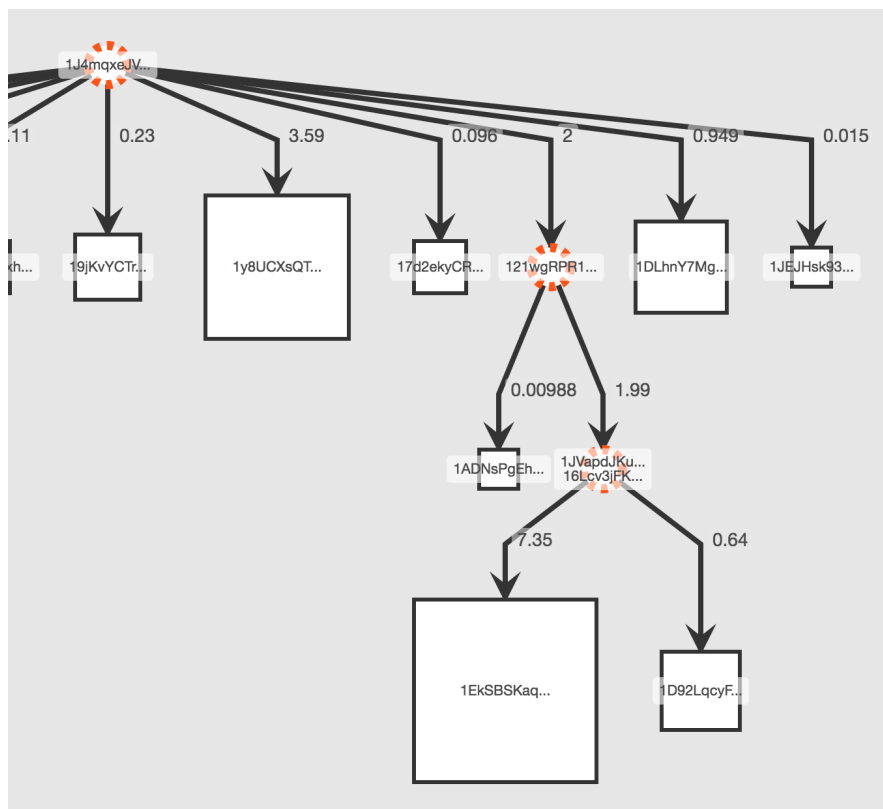 1J4mqxeJV...
.11
0.23
3.59
0.096
2
0.949
0.015
xh...
19jKvYCTr...
1y8UCXsQT...
17d2ekyCR...
121wgRPR1...
1DLhnY7Mg...
1JEJHsk93...
0.00988
1.99
1ADNsPgEh...
1JVapdJKu...
16Lcv3jFK...
7.35
0.64
1EkSBSKaq...
1D92LqcyF...